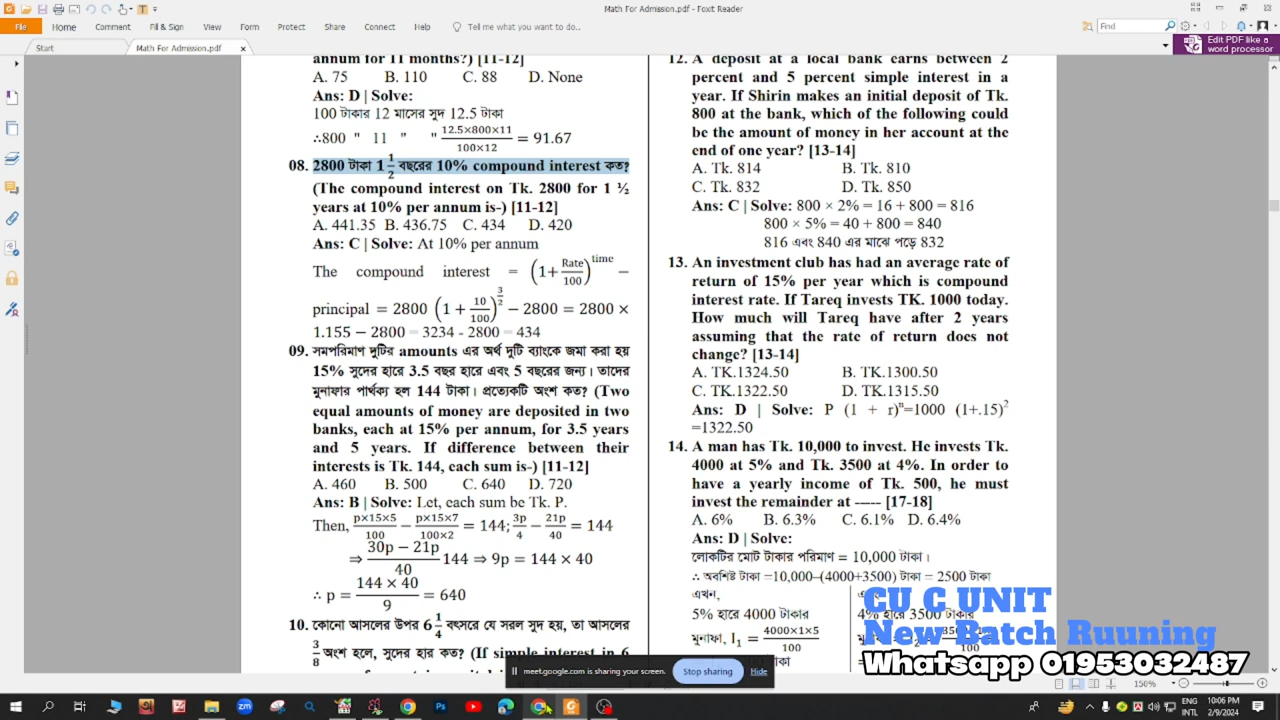 Math For Admission.pdf - Foxit Reader
File Home Comment Fill & Sign View Form Protect Share Connect Help Tell me what you want to do... Find
Start Math For Admission.pdf
Edit PDF like a
word processor
annum for 11 months?) [11-12]
A. 75 B. 110 C. 88 D. None
Ans: D | Solve:
100 টাকার 12 মাসের সুদ 12.5 টাকা
∴800 " 11 " " 12.5×800×11/100×12 = 91.67
08. 2800 টাকা 1 1/2 বছরের 10% compound interest কত?
(The compound interest on Tk. 2800 for 1 ½
years at 10% per annum is-) [11-12]
A. 441.35 B. 436.75 C. 434 D. 420
Ans: C | Solve: At 10% per annum
The compound interest = (1+Rate/100)^time −
principal = 2800 (1 + 10/100)^3/2 − 2800 = 2800 ×
1.155 − 2800 = 3234 - 2800 = 434
09. সমপরিমাণ দুটির amounts এর অর্থ দুটি ব্যাংকে জমা করা হয়
15% সুদের হারে 3.5 বছর হারে এবং 5 বছরের জন্য। তাদের
মুনাফার পার্থক্য হল 144 টাকা। প্রত্যেকটি অংশ কত? (Two
equal amounts of money are deposited in two
banks, each at 15% per annum, for 3.5 years
and 5 years. If difference between their
interests is Tk. 144, each sum is-) [11-12]
A. 460 B. 500 C. 640 D. 720
Ans: B | Solve: Let, each sum be Tk. P.
Then, p×15×5/100 − p×15×7/100×2 = 144; 3p/4 − 21p/40 = 144
⇒ 30p − 21p/40 144 ⇒ 9p = 144 × 40
∴ p = 144 × 40/9 = 640
10. কোনো আসলের উপর 6 1/4 বৎসরে যে সরল সুদ হয়, তা আসলের
3/8 অংশ হলে, সুদের হার কত? (If simple interest in 6
12. A deposit at a local bank earns between 2
percent and 5 percent simple interest in a
year. If Shirin makes an initial deposit of Tk.
800 at the bank, which of the following could
be the amount of money in her account at the
end of one year? [13-14]
A. Tk. 814 B. Tk. 810
C. Tk. 832 D. Tk. 850
Ans: C | Solve: 800 × 2% = 16 + 800 = 816
800 × 5% = 40 + 800 = 840
816 এবং 840 এর মাঝে পড়ে 832
13. An investment club has had an average rate of
return of 15% per year which is compound
interest rate. If Tareq invests TK. 1000 today.
How much will Tareq have after 2 years
assuming that the rate of return does not
change? [13-14]
A. TK.1324.50 B. TK.1300.50
C. TK.1322.50 D. TK.1315.50
Ans: D | Solve: P (1 + r)^n=1000 (1+.15)^2
=1322.50
14. A man has Tk. 10,000 to invest. He invests Tk.
4000 at 5% and Tk. 3500 at 4%. In order to
have a yearly income of Tk. 500, he must
invest the remainder at ----- [17-18]
A. 6% B. 6.3% C. 6.1% D. 6.4%
Ans: D | Solve:
লোকটির মোট টাকার পরিমাণ = 10,000 টাকা।
∴ অবশিষ্ট টাকা =10,000–(4000+3500) টাকা = 2500 টাকা
এখন,
5% হারে 4000 টাকার
4% হারে 3500 টাকার
মুনাফা, I1 = 4000×1×5/100
CU C UNIT
New Batch Ruuning
Whatsapp 01953032487
meet.google.com is sharing your screen. Stop sharing Hide
150%
10:06 PM
INTL 2/9/2024